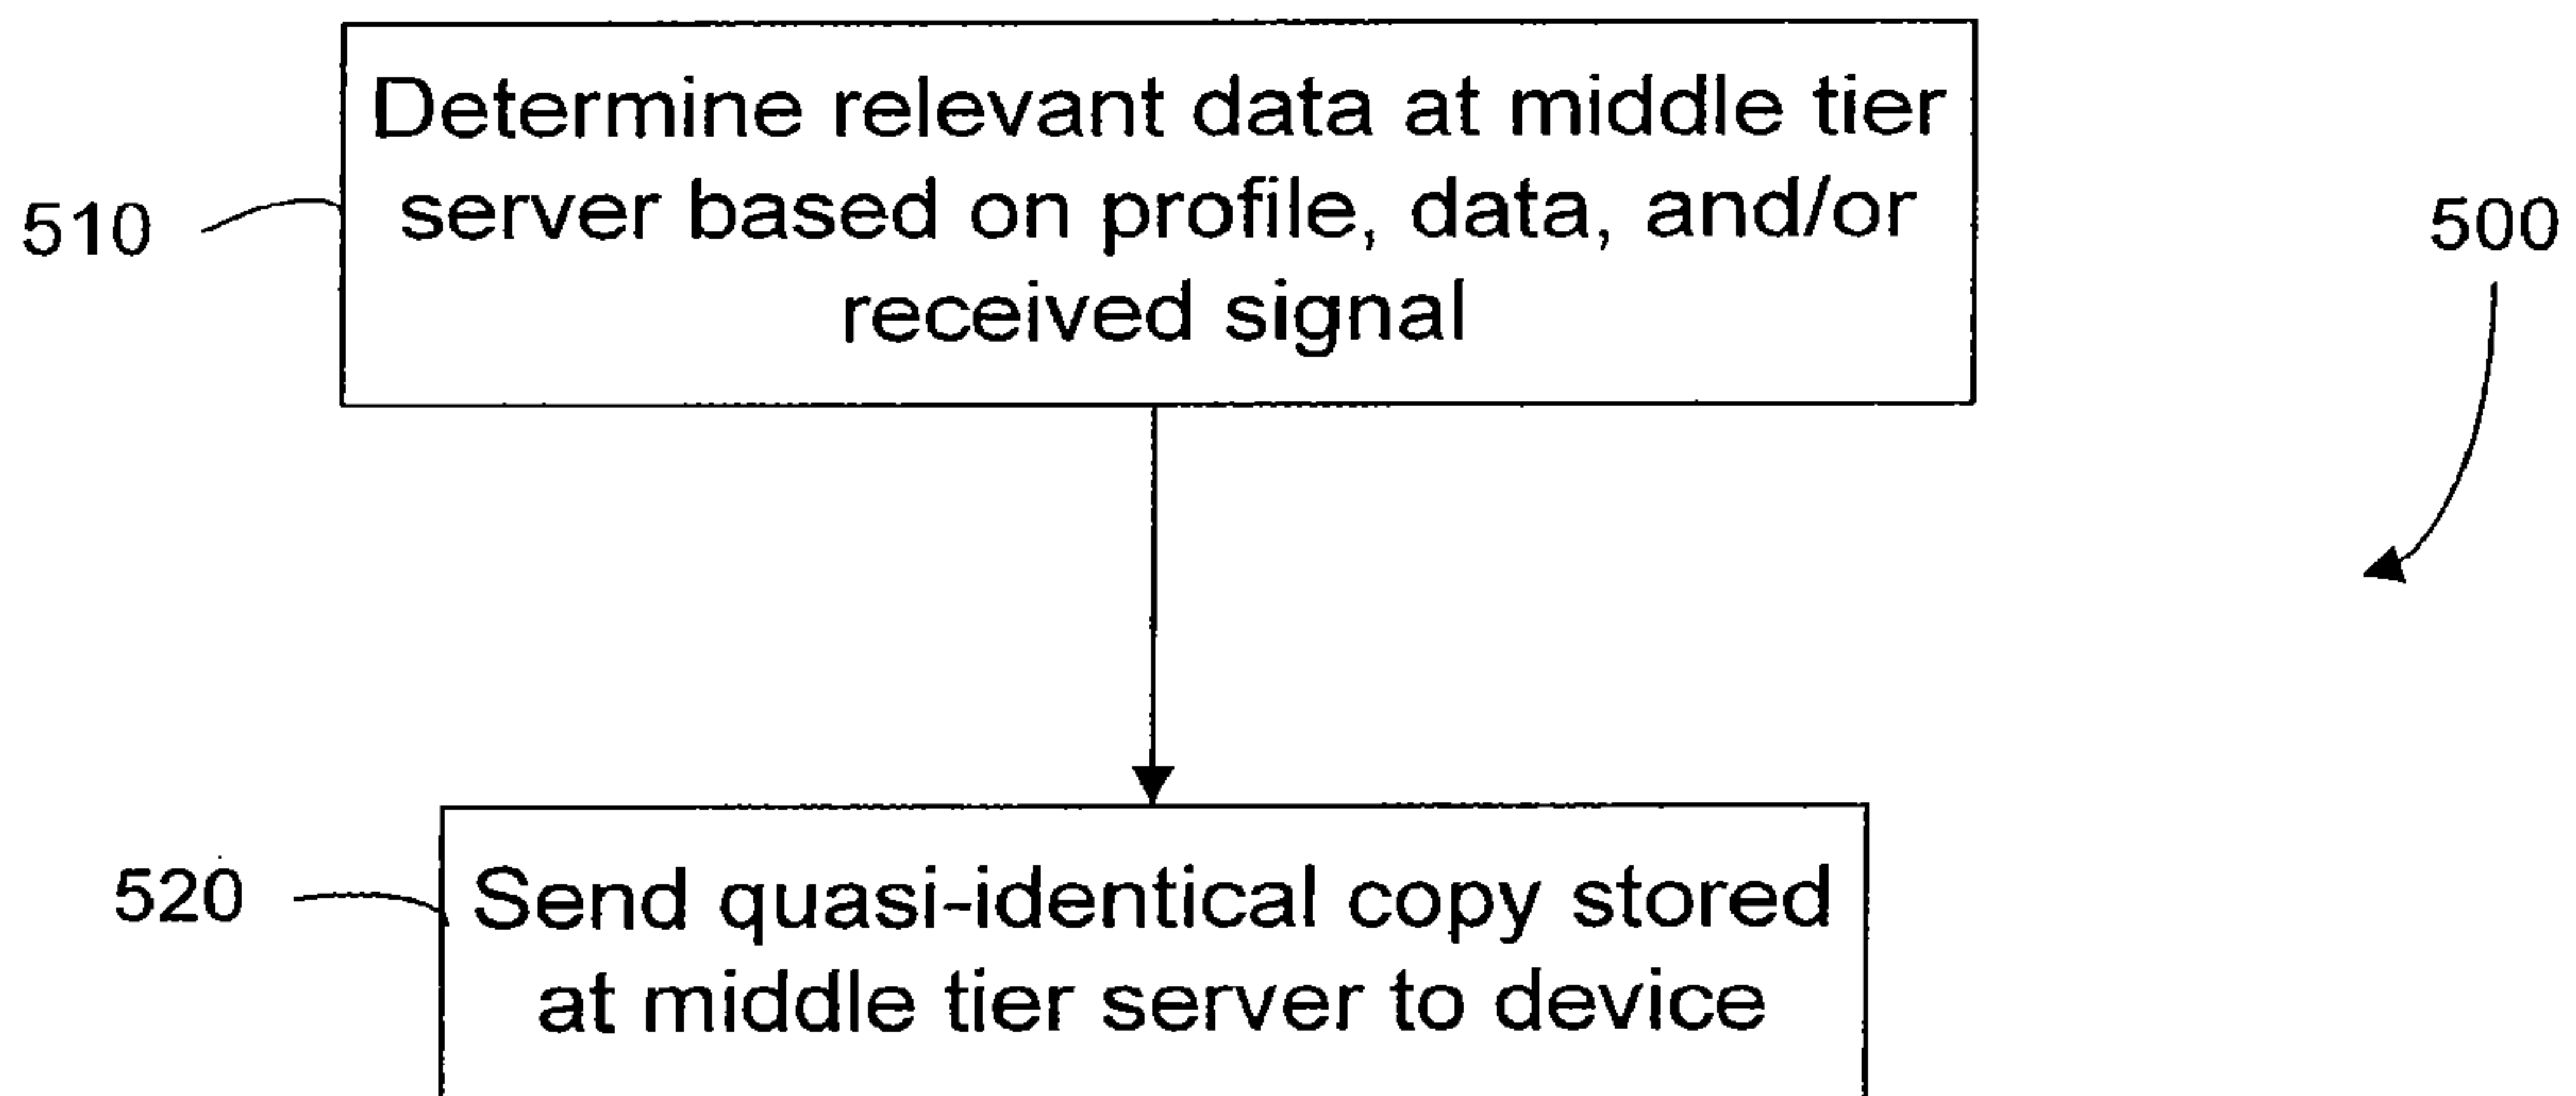 Determine relevant data at middle tier
server based on profile, data, and/or
received signal
510
500
520
Send quasi-identical copy stored
at middle tier server to device